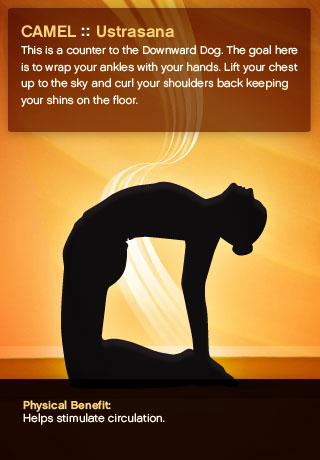 CAMEL :: Ustrasana
This is a counter to the Downward Dog. The goal here
is to wrap your ankles with your hands. Lift your chest
up to the sky and curl your shoulders back keeping
your shins on the floor.
Physical Benefit:
Helps stimulate circulation.